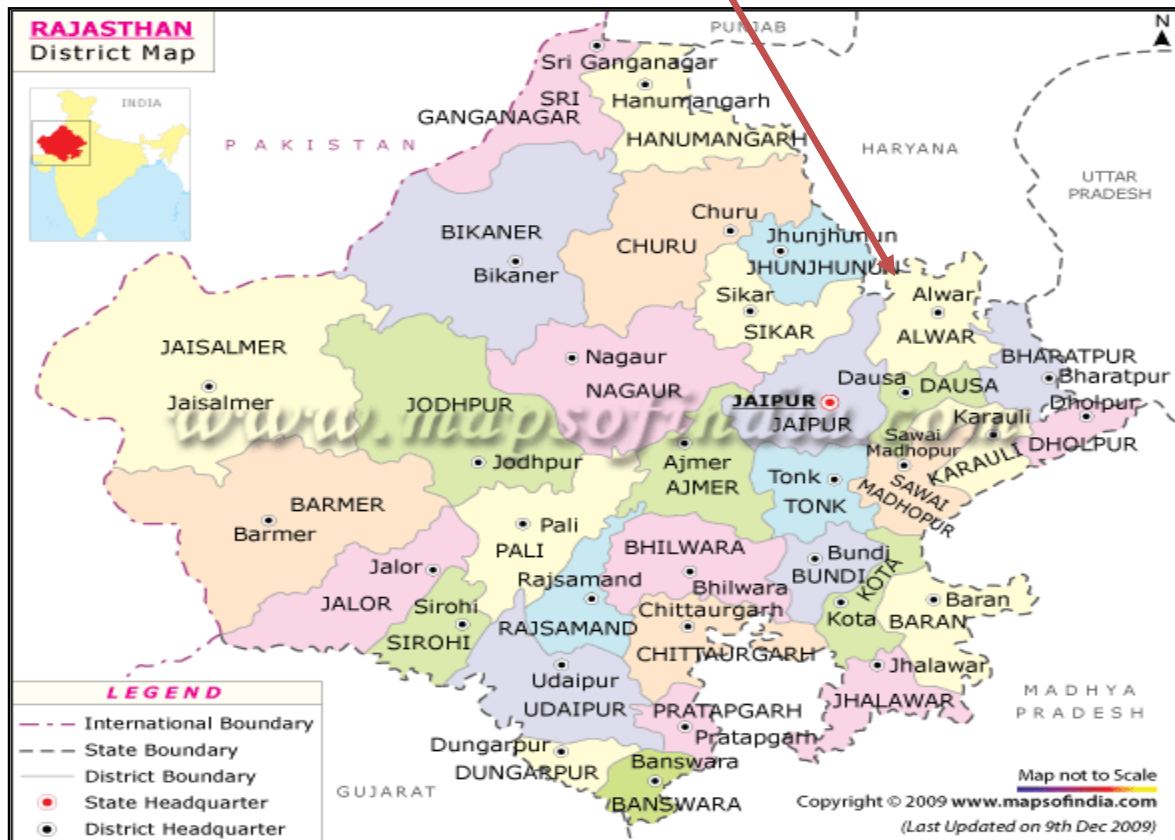 RAJASTHAN
District Map
PUNJAB
N
INDIA
Sri Ganganagar
SRI
GANGANAGAR
Hanumangarh
HANUMANGARH
PAKISTAN
HARYANA
UTTAR
PRADESH
BIKANER
Bikaner
Churu
CHURU
Jhunjhunun
JHUNJHUNUN
Sikar
SIKAR
Alwar
ALWAR
JAISALMER
Jaisalmer
Nagaur
NAGAUR
JODHPUR
Jodhpur
JAIPUR
JAIPUR
Dausa
DAUSA
BHARATPUR
Bharatpur
Dholpur
DHOLPUR
Karauli
KARAULI
www.mapsofindia.com
Sawai
Madhopur
SAWAI
MADHOPUR
Ajmer
AJMER
Tonk
TONK
BARMER
Barmer
Pali
PALI
Jalor
JALOR
Sirohi
SIROHI
Rajsamand
RAJSAMAND
BHILWARA
Bhilwara
Bundi
BUNDI
KOTA
Kota
Baran
BARAN
Chittaurgarh
CHITTAURGARH
Jhalawar
JHALAWAR
Udaipur
UDAIPUR
PRATAPGARH
Pratapgarh
Dungarpur
DUNGARPUR
Banswara
BANSWARA
GUJARAT
MADHYA
PRADESH
LEGEND
International Boundary
State Boundary
District Boundary
State Headquarter
District Headquarter
Map not to Scale
Copyright © 2009 www.mapsofindia.com
(Last Updated on 9th Dec 2009)